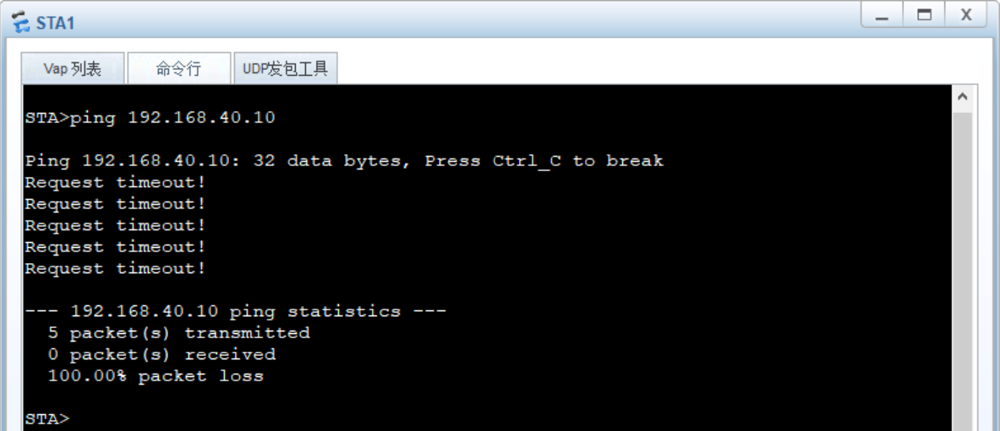 STA1
Vap 列表 命令行 UDP发包工具
STA>ping 192.168.40.10
Ping 192.168.40.10: 32 data bytes, Press Ctrl_C to break
Request timeout!
Request timeout!
Request timeout!
Request timeout!
Request timeout!
--- 192.168.40.10 ping statistics ---
5 packet(s) transmitted
0 packet(s) received
100.00% packet loss
STA>